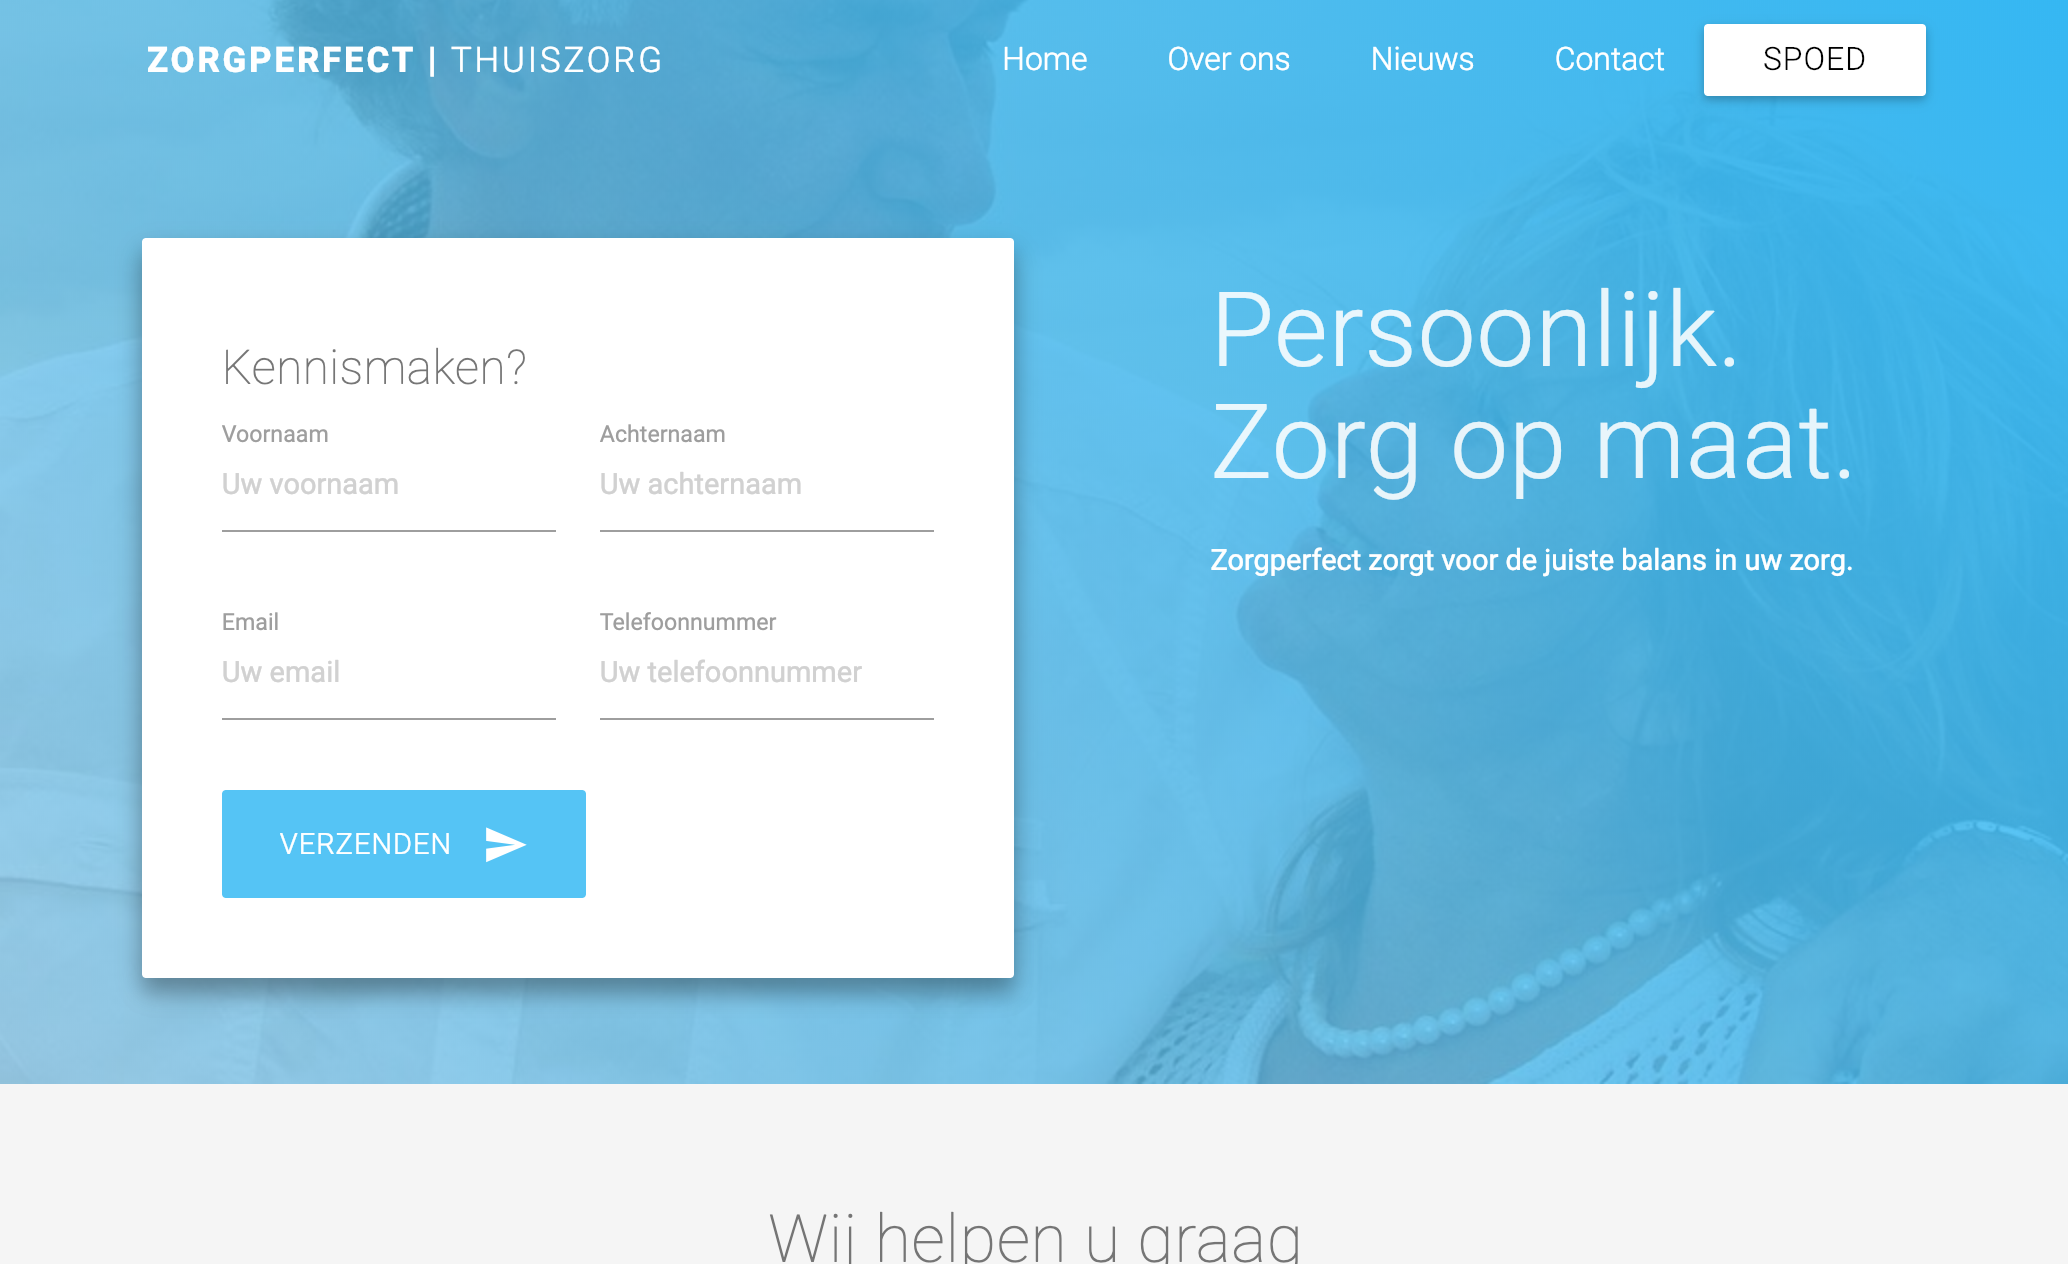 ZORGPERFECT | THUISZORG
Home
Over ons
Nieuws
Contact
SPOED
Kennismaken?
Voornaam
Achternaam
Uw voornaam
Uw achternaam
Email
Telefoonnummer
Uw email
Uw telefoonnummer
VERZENDEN
Persoonlijk.
Zorg op maat.
Zorgperfect zorgt voor de juiste balans in uw zorg.
Wij helpen u graag